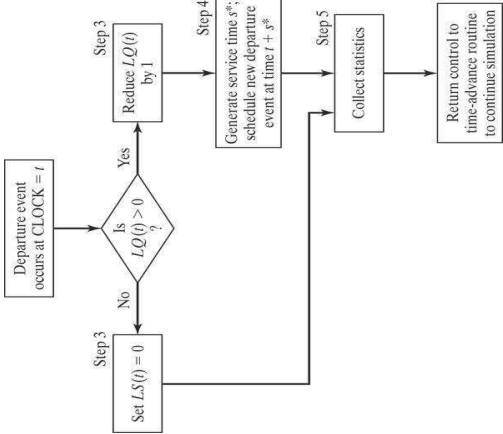 Departure event
occurs at CLOCK = t
Is
LQ(t) > 0
?
No
Yes
Step 3
Set LS(t) = 0
Step 3
Reduce LQ(t)
by 1
Step 4
Generate service time s*;
schedule new departure
event at time t + s*
Step 5
Collect statistics
Return control to
time-advance routine
to continue simulation